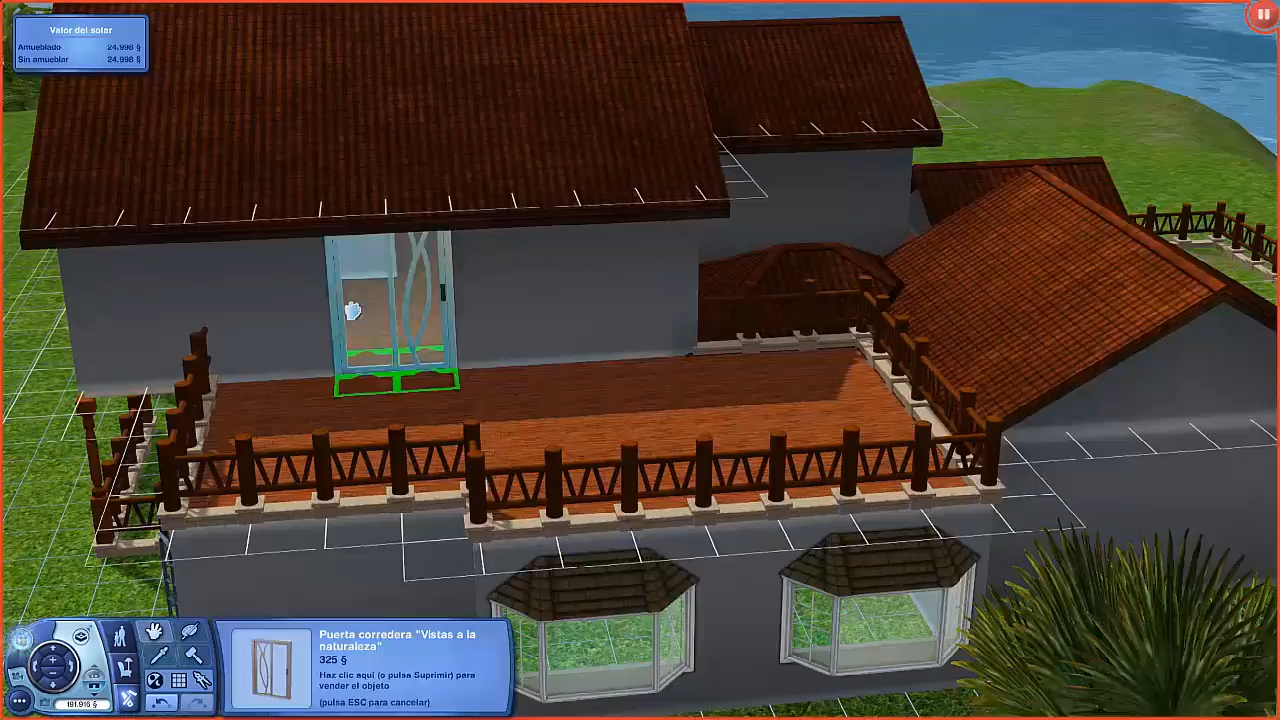 Valor del solar
Amueblado 24.998 §
Sin amueblar 24.998 §
Puerta corredera "Vistas a la
naturaleza"
325 §
Haz clic aquí (o pulsa Suprimir) para
vender el objeto
(pulsa ESC para cancelar)
191.916 §